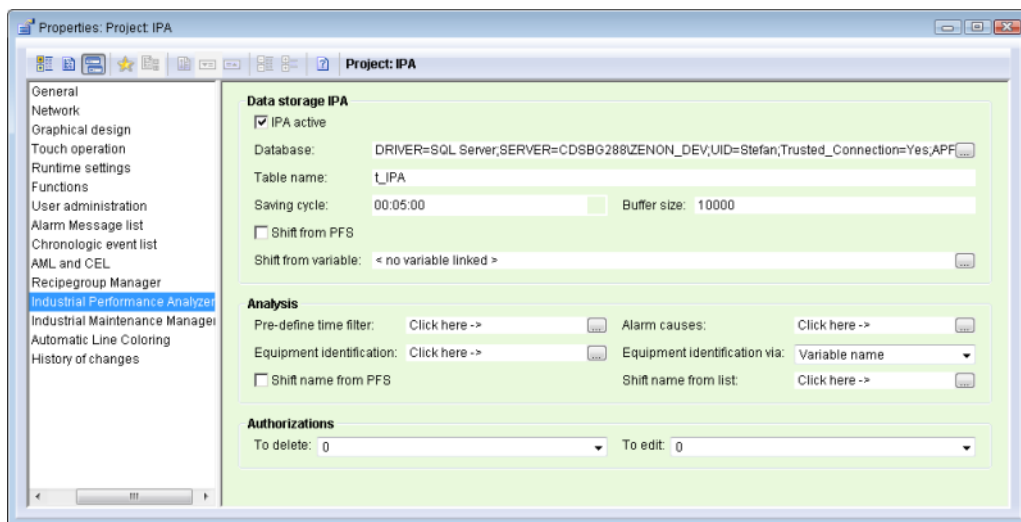 Properties: Project: IPA
Project: IPA
General
Network
Graphical design
Touch operation
Runtime settings
Functions
User administration
Alarm Message list
Chronologic event list
AML and CEL
Recipegroup Manager
Industrial Performance Analyzer
Industrial Maintenance Manager
Automatic Line Coloring
History of changes
Data storage IPA
IPA active
Database: DRIVER=SQL Server;SERVER=CDSBG288\ZENON_DEV;UID=Stefan;Trusted_Connection=Yes;APF ...
Table name: t_IPA
Saving cycle: 00:05:00 Buffer size: 10000
Shift from PFS
Shift from variable: < no variable linked > ...
Analysis
Pre-define time filter: Click here -> ... Alarm causes: Click here -> ...
Equipment identification: Click here -> ... Equipment identification via: Variable name
Shift name from PFS Shift name from list: Click here -> ...
Authorizations
To delete: 0 To edit: 0